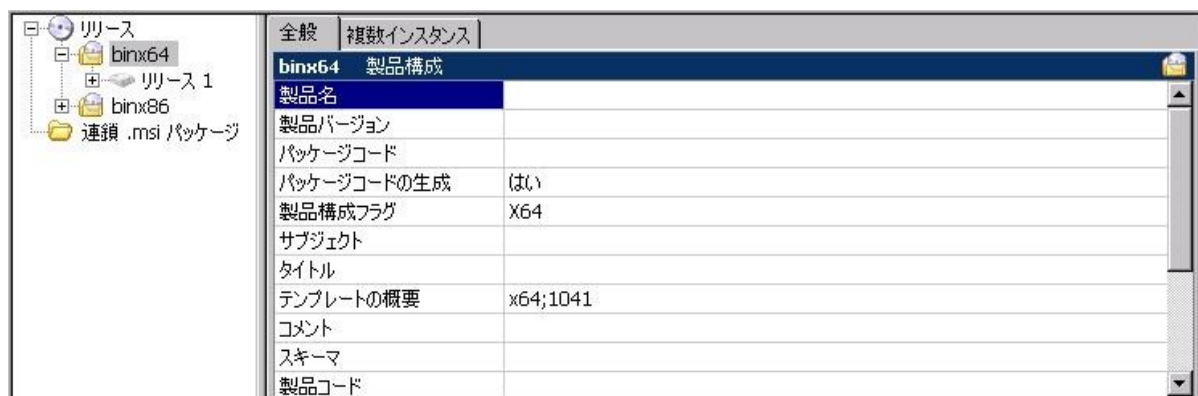 リリース
binx64
リリース 1
binx86
連鎖 .msi パッケージ
全般 複数インスタンス
binx64 製品構成
製品名
製品バージョン
パッケージコード
パッケージコードの生成 はい
製品構成フラグ X64
サブジェクト
タイトル
テンプレートの概要 x64;1041
コメント
スキーマ
製品コード